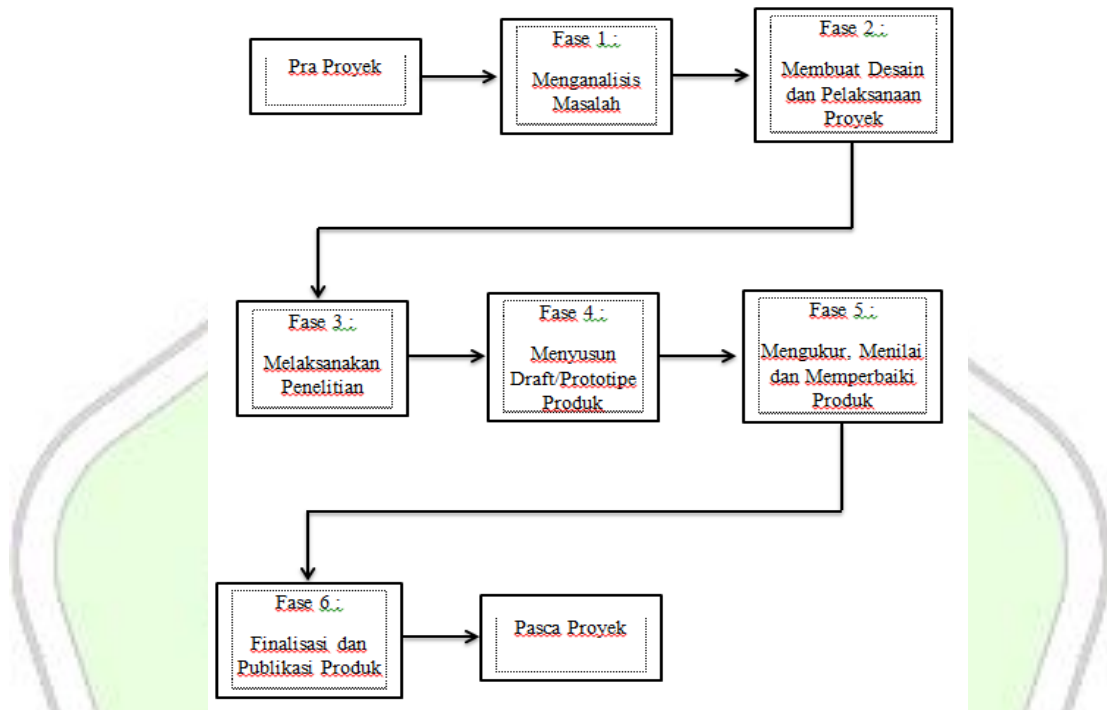 Pra Proyek
Fase 1 :
Menganalisis
Masalah
Fase 2 :
Membuat Desain
dan Pelaksanaan
Proyek
Fase 3 :
Melaksanakan
Penelitian
Fase 4 :
Menyusun
Draft/Prototipe
Produk
Fase 5 :
Mengukur, Menilai
dan Memperbaiki
Produk
Fase 6 :
Finalisasi dan
Publikasi Produk
Pasca Proyek